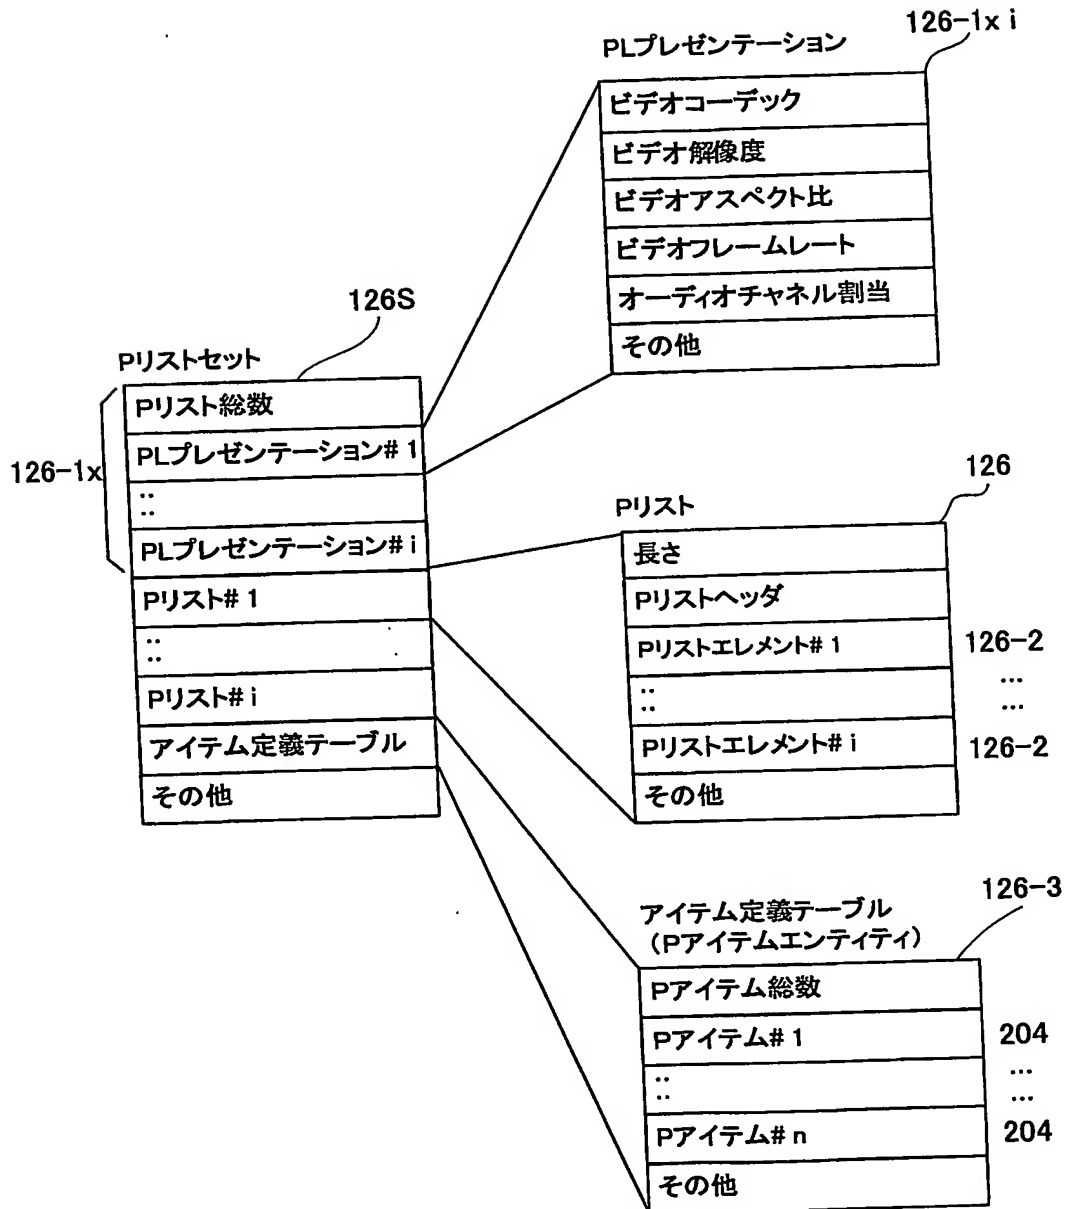 126-1x i
PLプレゼンテーション
ビデオコーデック
ビデオ解像度
ビデオアスペクト比
ビデオフレームレート
オーディオチャネル割当
その他
126S
Pリストセット
Pリスト総数
PLプレゼンテーション#1
::
PLプレゼンテーション#i
126-1x
Pリスト#1
::
Pリスト#i
アイテム定義テーブル
その他
126
Pリスト
長さ
Pリストヘッダ
Pリストエレメント#1 126-2
:: ...
...
Pリストエレメント#i 126-2
その他
126-3
アイテム定義テーブル
(Pアイテムエンティティ)
Pアイテム総数
Pアイテム#1 204
:: ...
...
Pアイテム#n 204
その他